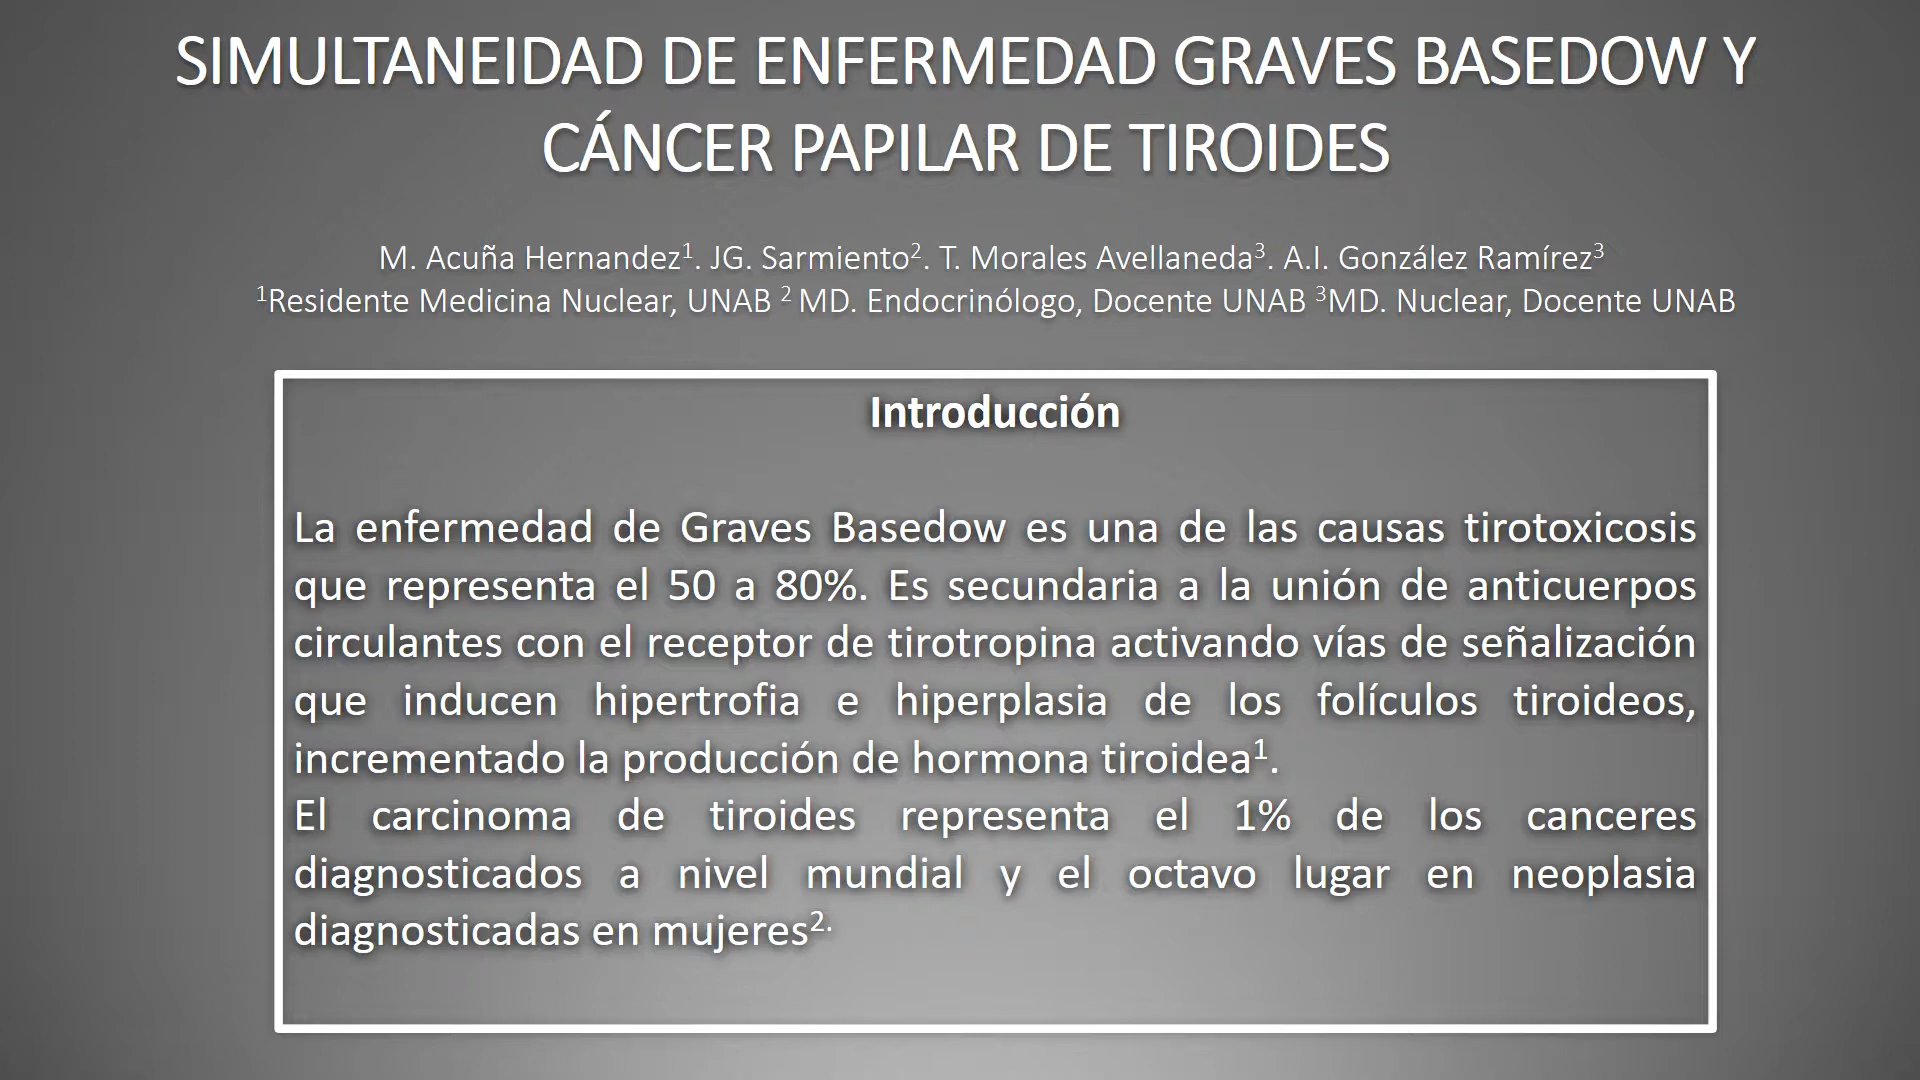 SIMULTANEIDAD DE ENFERMEDAD GRAVES BASEDOW Y
CÁNCER PAPILAR DE TIROIDES
M. Acuña Hernandez¹. JG. Sarmiento². T. Morales Avellaneda³. A.I. González Ramírez³
¹Residente Medicina Nuclear, UNAB ² MD. Endocrinólogo, Docente UNAB ³MD. Nuclear, Docente UNAB
Introducción
La enfermedad de Graves Basedow es una de las causas tirotoxicosis
que representa el 50 a 80%. Es secundaria a la unión de anticuerpos
circulantes con el receptor de tirotropina activando vías de señalización
que inducen hipertrofia e hiperplasia de los folículos tiroideos,
incrementado la producción de hormona tiroidea¹.
El carcinoma de tiroides representa el 1% de los canceres
diagnosticados a nivel mundial y el octavo lugar en neoplasia
diagnosticadas en mujeres²·